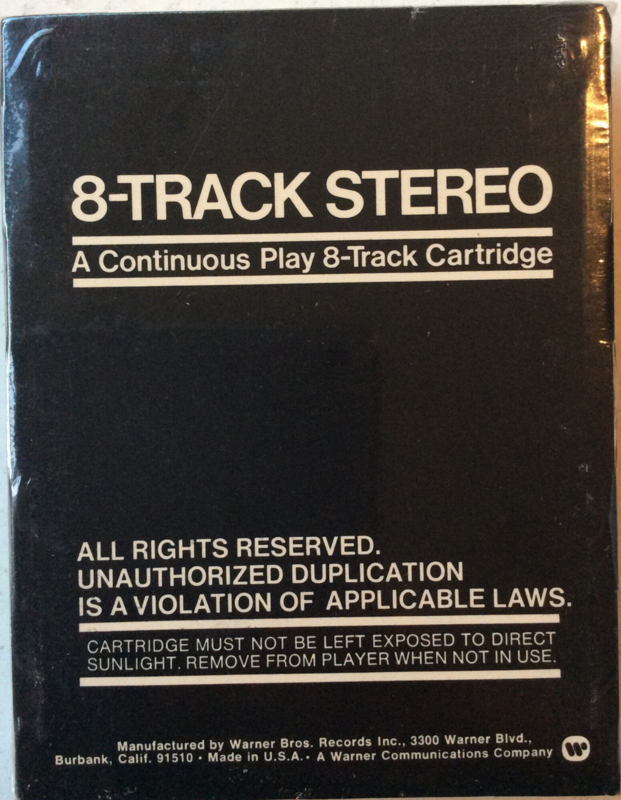 8-TRACK STEREO
A Continuous Play 8-Track Cartridge
ALL RIGHTS RESERVED.
UNAUTHORIZED DUPLICATION
IS A VIOLATION OF APPLICABLE LAWS.
CARTRIDGE MUST NOT BE LEFT EXPOSED TO DIRECT
SUNLIGHT. REMOVE FROM PLAYER WHEN NOT IN USE.
Manufactured by Warner Bros. Records Inc., 3300 Warner Blvd.,
Burbank, Calif. 91510 · Made in U.S.A. · A Warner Communications Company